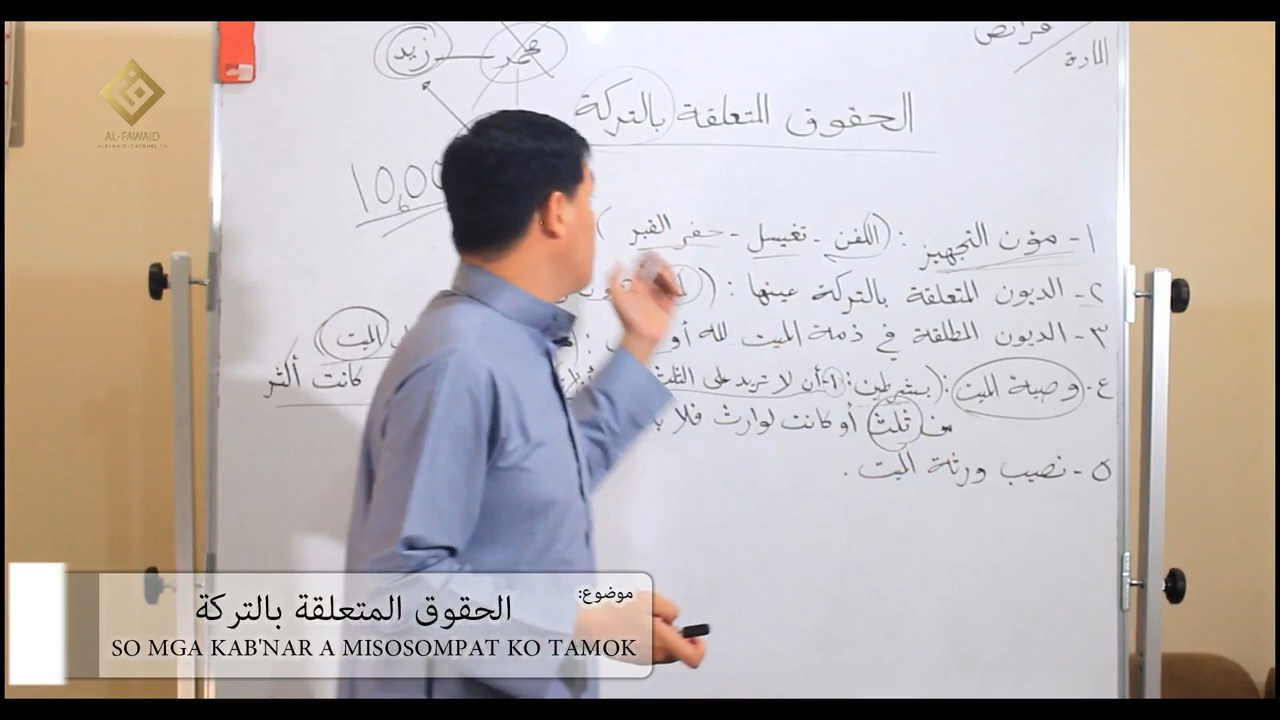 فرائض
المادة
زيد
عمر
الحقوق المتعلقة بالتركة
10,00
١- مؤن التجهيز : (الكفن - تغسيل - حفر القبر )
٢- الديون المتعلقة بالتركة عينها : (
٣- الديون المطلقة في ذمة الميت لله أو : الميت
٤- وصية الميت : (بشرطين: ١- أن لا تزيد على الثلث كانت أكثر
من ثلث أو كانت لوارث فلا
٥- نصيب ورثة الميت .
AL-FAWAID
موضوع:
الحقوق المتعلقة بالتركة
SO MGA KAB'NAR A MISOSOMPAT KO TAMOK